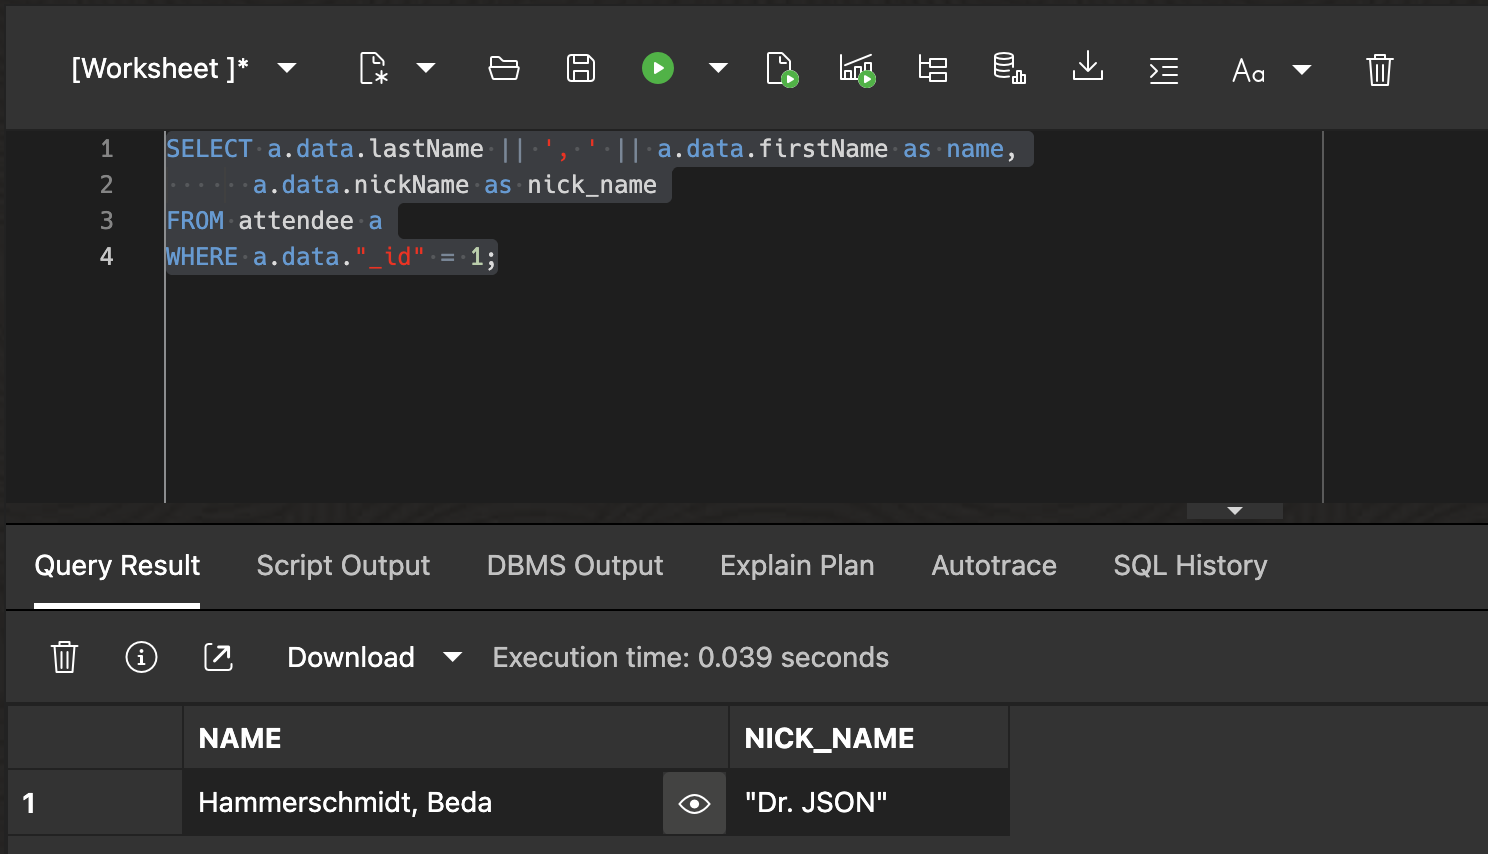 [Worksheet ]*
Aa
1 SELECT a.data.lastName || ', ' || a.data.firstName as name,
2       a.data.nickName as nick_name
3 FROM attendee a
4 WHERE a.data."_id" = 1;
Query Result Script Output DBMS Output Explain Plan Autotrace SQL History
Download Execution time: 0.039 seconds
NAME NICK_NAME
1 Hammerschmidt, Beda "Dr. JSON"